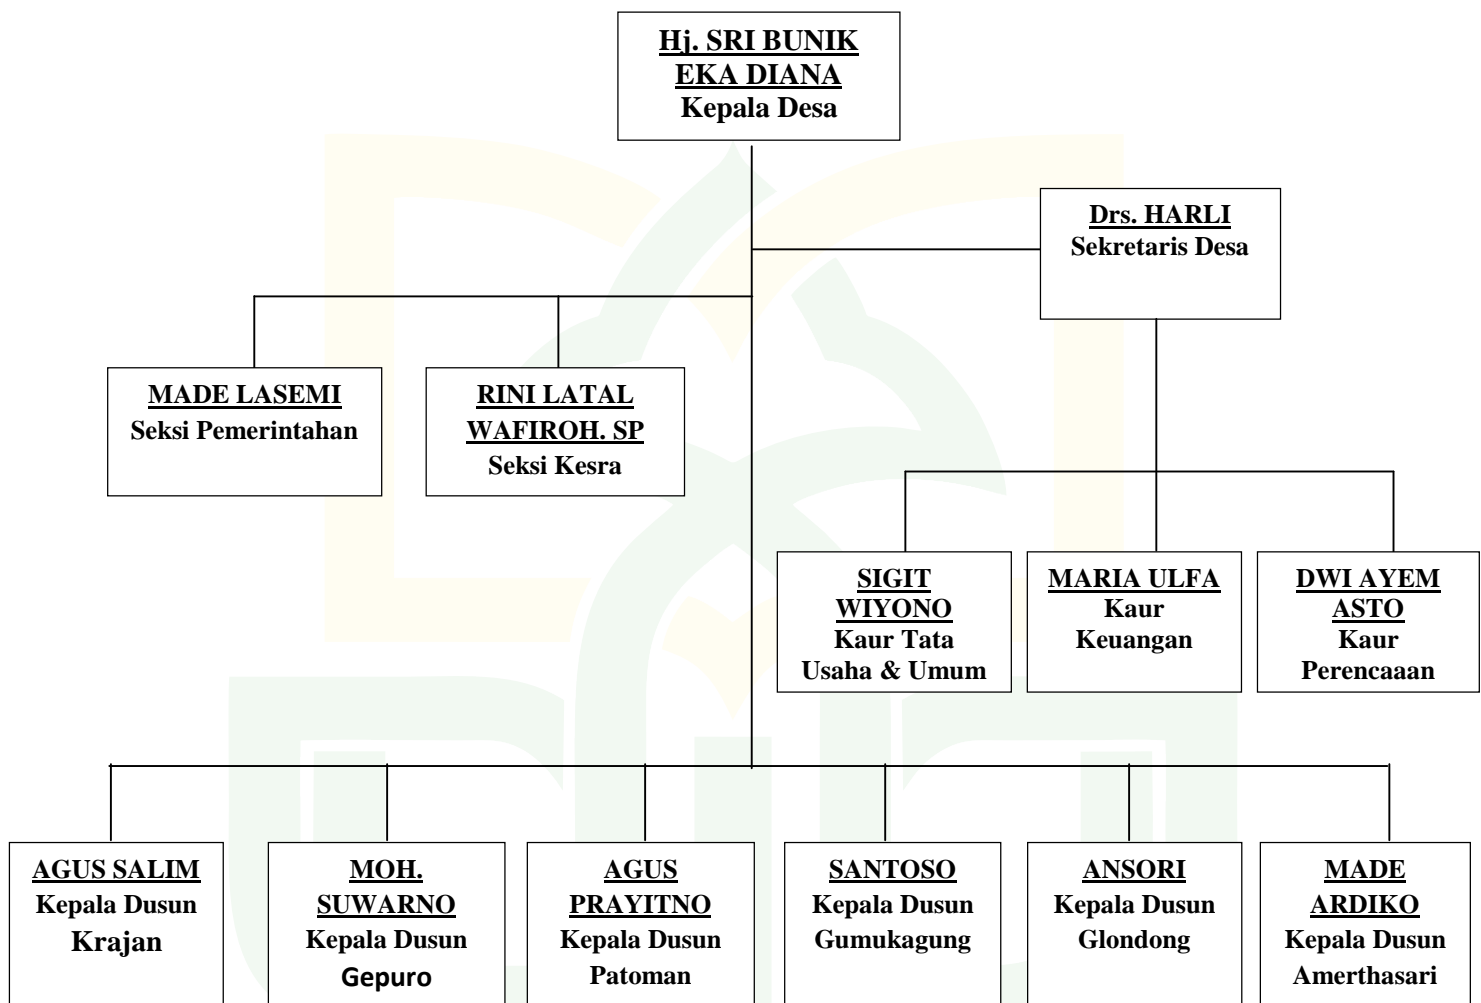 Hj. SRI BUNIK
EKA DIANA
Kepala Desa
Drs. HARLI
Sekretaris Desa
MADE LASEMI
Seksi Pemerintahan
RINI LATAL
WAFIROH. SP
Seksi Kesra
SIGIT
WIYONO
Kaur Tata
Usaha & Umum
MARIA ULFA
Kaur
Keuangan
DWI AYEM
ASTO
Kaur
Perencaaan
AGUS SALIM
Kepala Dusun
Krajan
MOH.
SUWARNO
Kepala Dusun
Gepuro
AGUS
PRAYITNO
Kepala Dusun
Patoman
SANTOSO
Kepala Dusun
Gumukagung
ANSORI
Kepala Dusun
Glondong
MADE
ARDIKO
Kepala Dusun
Amerthasari